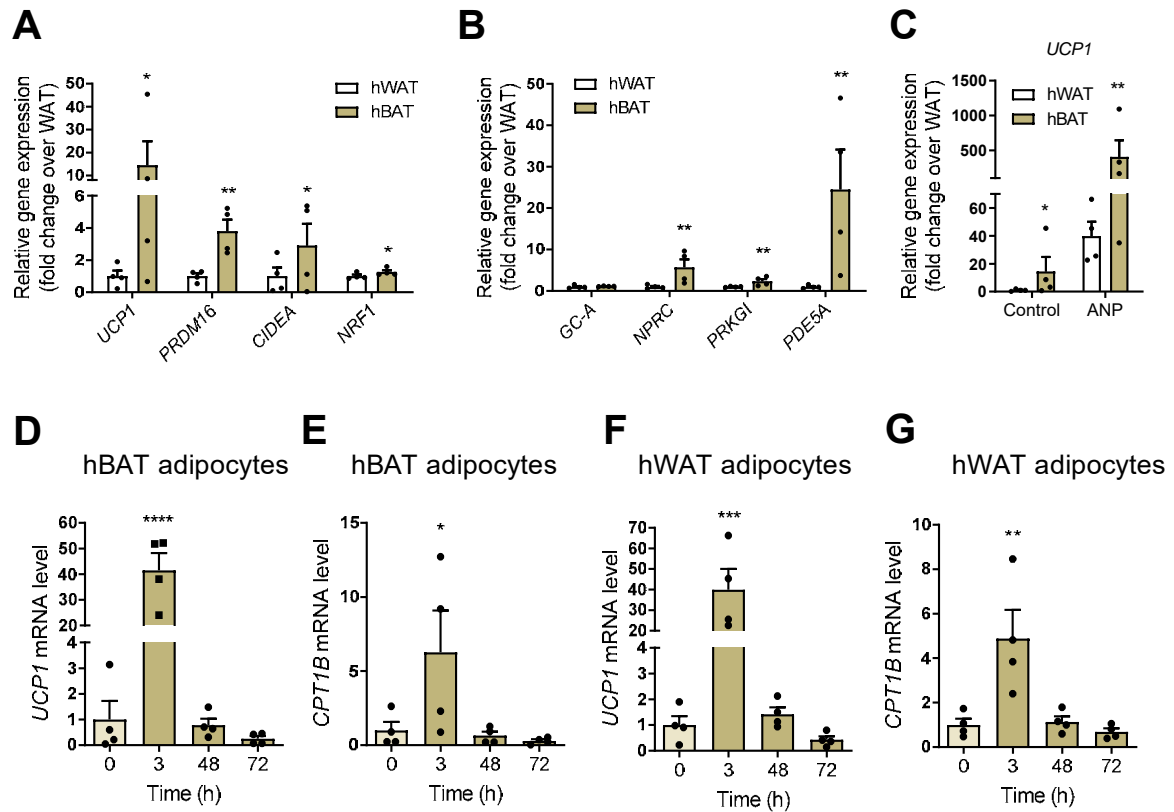 A
Relative gene expression
(fold change over WAT)
50
40
30
20
10
6
4
2
0
*
**
*
*
hWAT
hBAT
UCP1
PRDM16
CIDEA
NRF1
B
Relative gene expression
(fold change over WAT)
50
40
30
20
10
0
hWAT
hBAT
**
**
**
GC-A
NPRC
PRKGI
PDE5A
C
UCP1
Relative gene expression
(fold change over WAT)
1500
1000
500
60
40
20
0
hWAT
hBAT
*
**
Control
ANP
D
hBAT adipocytes
UCP1 mRNA level
60
50
40
30
20
4
3
2
1
0
****
0 3 48 72
Time (h)
E
hBAT adipocytes
CPT1B mRNA level
15
10
5
0
*
0 3 48 72
Time (h)
F
hWAT adipocytes
UCP1 mRNA level
70
60
50
40
30
20
10
4
3
2
1
0
***
0 3 48 72
Time (h)
G
hWAT adipocytes
CPT1B mRNA level
10
8
6
4
2
0
**
0 3 48 72
Time (h)